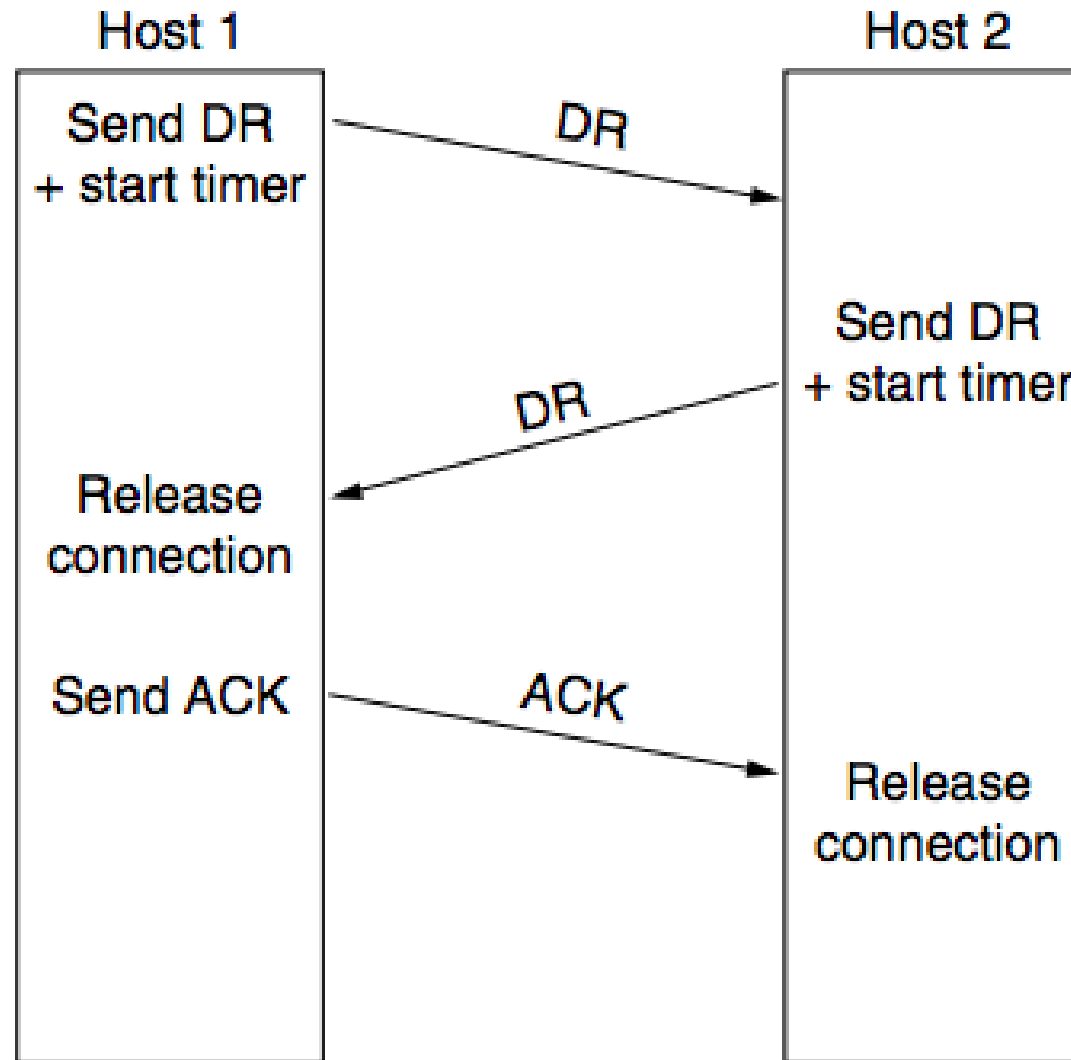 Host 1
Host 2
Send DR
+ start timer
DR
Send DR
+ start timer
DR
Release
connection
Send ACK
ACK
Release
connection